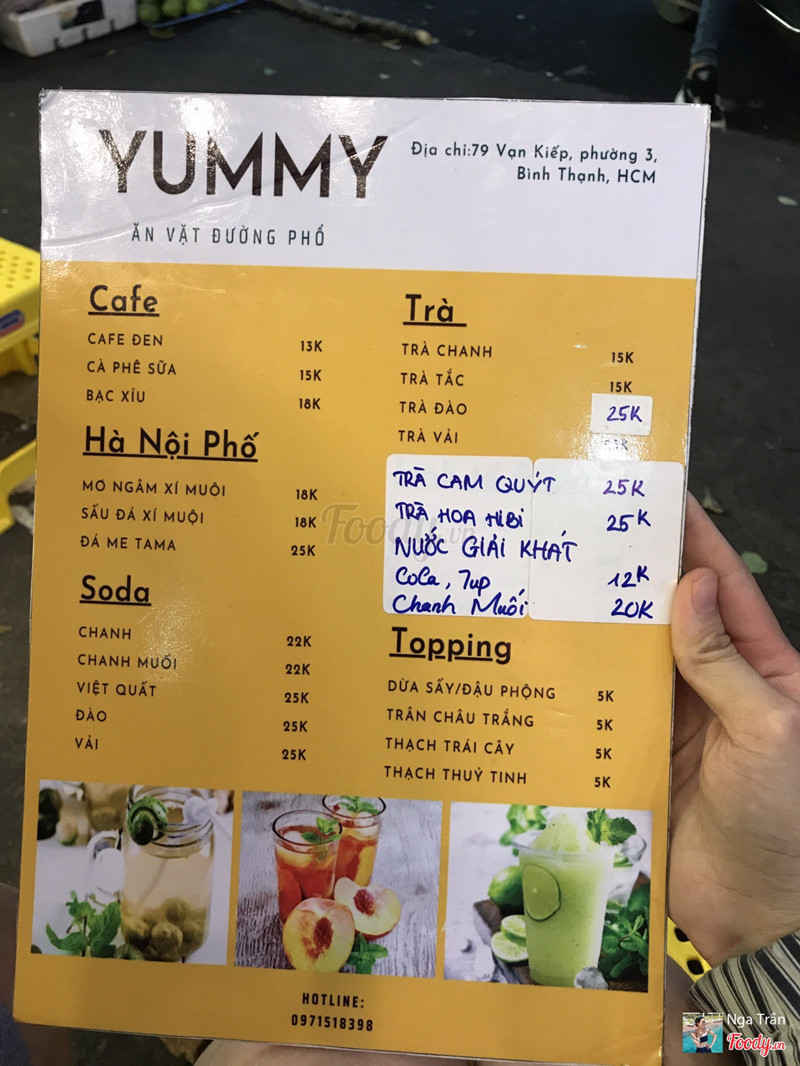 YUMMY
ĂN VẶT ĐƯỜNG PHỐ
Địa chỉ:79 Vạn Kiếp, phường 3,
Bình Thạnh, HCM
Cafe
CAFE ĐEN 13K
CÀ PHÊ SỮA 15K
BẠC XỈU 18K
Hà Nội Phố
MƠ NGÂM XÍ MUỘI 18K
SẤU ĐÁ XÍ MUỘI 18K
ĐÁ ME TAMA 25K
Soda
CHANH 22K
CHANH MUỐI 22K
VIỆT QUẤT 25K
ĐÀO 25K
VẢI 25K
Trà
TRÀ CHANH 15K
TRÀ TẮC 15K
TRÀ ĐÀO 25K
TRÀ VẢI
TRÀ CAM QUÝT 25K
TRÀ HOA HIBI 25K
NƯỚC GIẢI KHÁT
CoCa, 7up 12K
Chanh Muối 20K
Topping
DỪA SẤY/ĐẬU PHỘNG 5K
TRÂN CHÂU TRẮNG 5K
THẠCH TRÁI CÂY 5K
THẠCH THUỶ TINH 5K
HOTLINE:
0971518398
Foody.vn
Nga Trần
Foody.vn